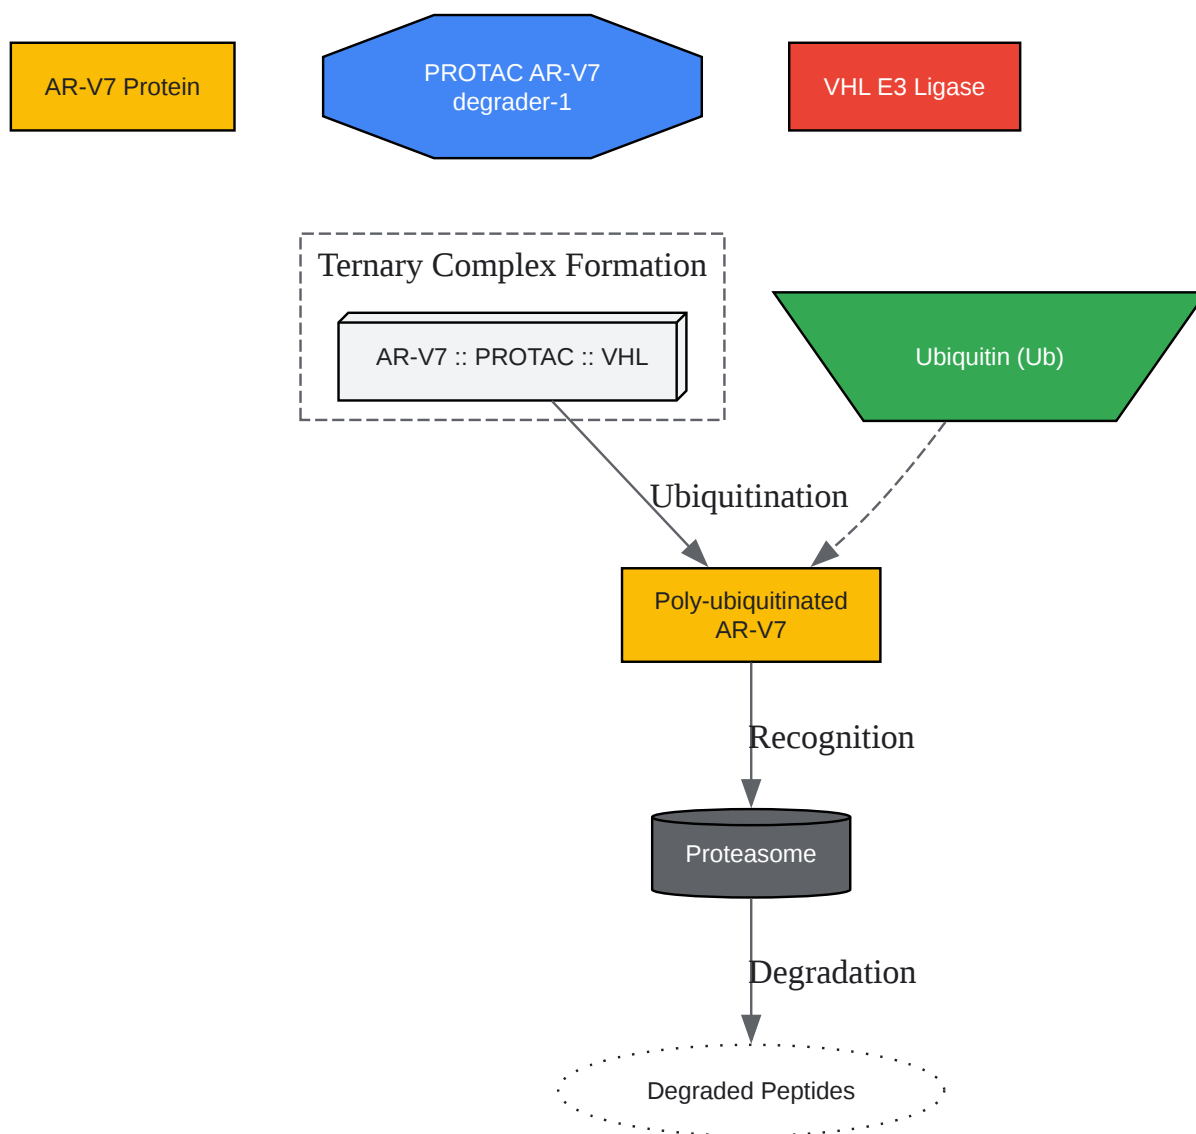 AR-V7 Protein
PROTAC AR-V7
degrader-1
VHL E3 Ligase
Ternary Complex Formation
AR-V7 :: PROTAC :: VHL
Ubiquitin (Ub)
Ubiquitination
Poly-ubiquitinated
AR-V7
Recognition
Proteasome
Degradation
Degraded Peptides